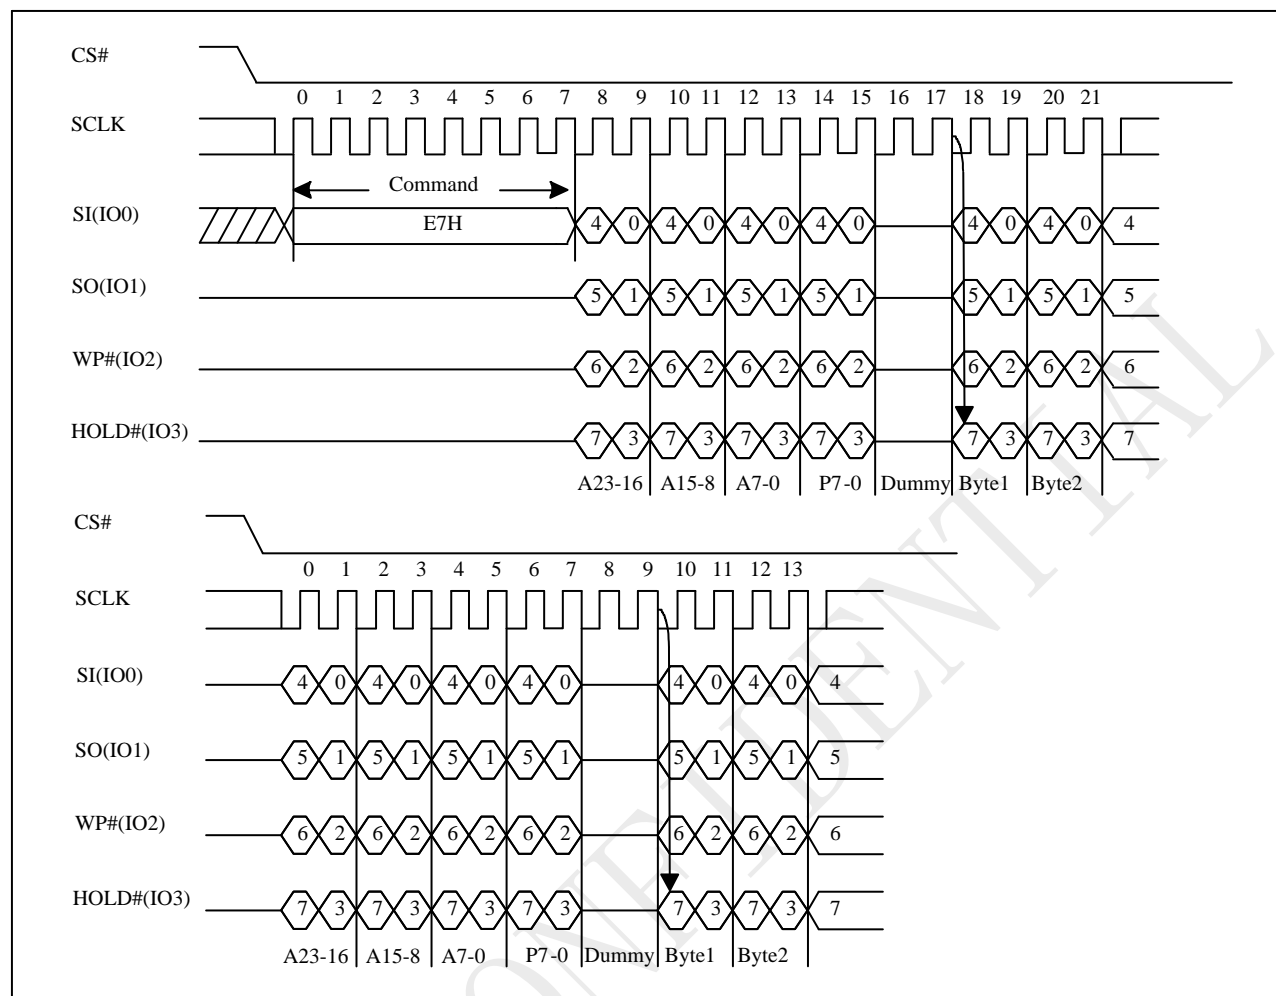 CS#
0 1 2 3 4 5 6 7 8 9 10 11 12 13 14 15 16 17 18 19 20 21
SCLK
Command
SI(IO0) E7H 4 0 4 0 4 0 4 0 4 0 4 0 4
SO(IO1) 5 1 5 1 5 1 5 1 5 1 5 1 5
WP#(IO2) 6 2 6 2 6 2 6 2 6 2 6 2 6
HOLD#(IO3) 7 3 7 3 7 3 7 3 7 3 7 3 7
A23-16 A15-8 A7-0 P7-0 Dummy Byte1 Byte2
CS#
0 1 2 3 4 5 6 7 8 9 10 11 12 13
SCLK
SI(IO0) 4 0 4 0 4 0 4 0 4 0 4 0 4
SO(IO1) 5 1 5 1 5 1 5 1 5 1 5 1 5
WP#(IO2) 6 2 6 2 6 2 6 2 6 2 6 2 6
HOLD#(IO3) 7 3 7 3 7 3 7 3 7 3 7 3 7
A23-16 A15-8 A7-0 P7-0 Dummy Byte1 Byte2
ONFIDENTIAL